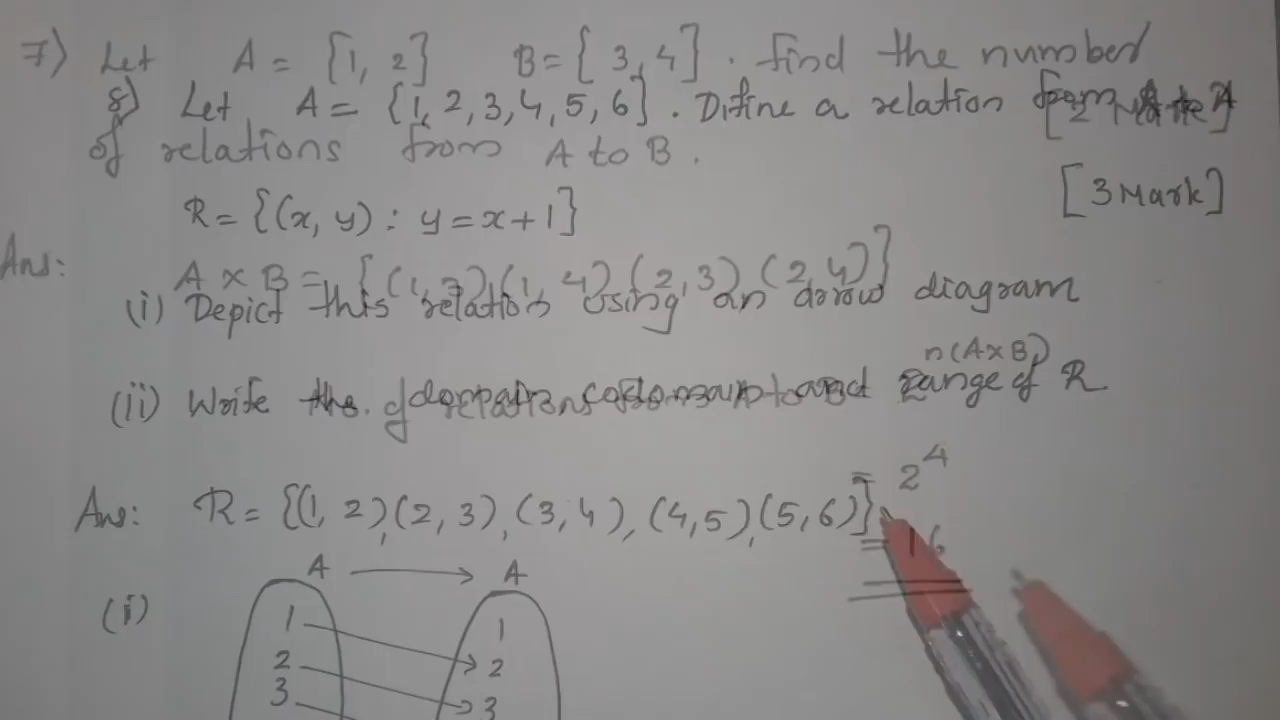 7) Let A = {1, 2} B = {3, 4}. Find the number
8) Let A = {1, 2, 3, 4, 5, 6}. Difine a relation from A to A
of relations from A to B.
R = {(x, y) : y = x + 1}
[3 Mark]
Ans:
A × B = {(1, 3) (1, 4) (2, 3) (2, 4)}
(i) Depict this relation using an arrow diagram
n(A×B)
(ii) Write the domain codomain and range of R
= 2^4
Ans: R = {(1, 2), (2, 3), (3, 4), (4, 5), (5, 6)}
= 16
A → A
(i)
1 1
2 2
3 3